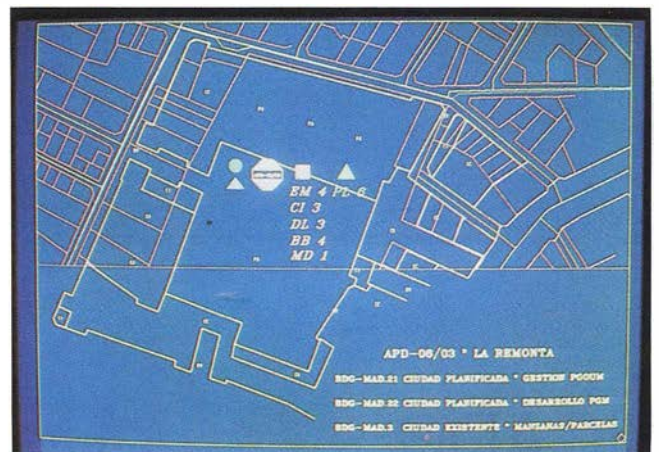 EM 4 PL 6
CI 3
DL 3
BB 4
MD 1
APD-06/03 " LA REMONTA
BDG-MAD.21 CIUDAD PLANIFICADA " GESTION PGOUM
BDG-MAD.22 CIUDAD PLANIFICADA " DESARROLLO PGM
BDG-MAD.3 CIUDAD EXISTENTE " MANZANAS/PARCELAS